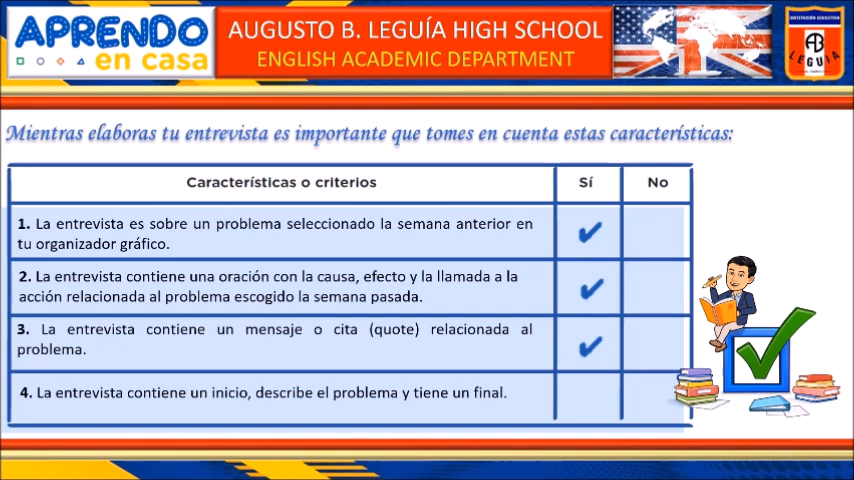 APRENDO
en casa
AUGUSTO B. LEGUÍA HIGH SCHOOL
ENGLISH ACADEMIC DEPARTMENT
INSTITUCIÓN EDUCATIVA
AB
LEGUIA
Mientras elaboras tu entrevista es importante que tomes en cuenta estas características:
Características o criterios Sí No
1. La entrevista es sobre un problema seleccionado la semana anterior en
tu organizador gráfico.
2. La entrevista contiene una oración con la causa, efecto y la llamada a la
acción relacionada al problema escogido la semana pasada.
3. La entrevista contiene un mensaje o cita (quote) relacionada al
problema.
4. La entrevista contiene un inicio, describe el problema y tiene un final.